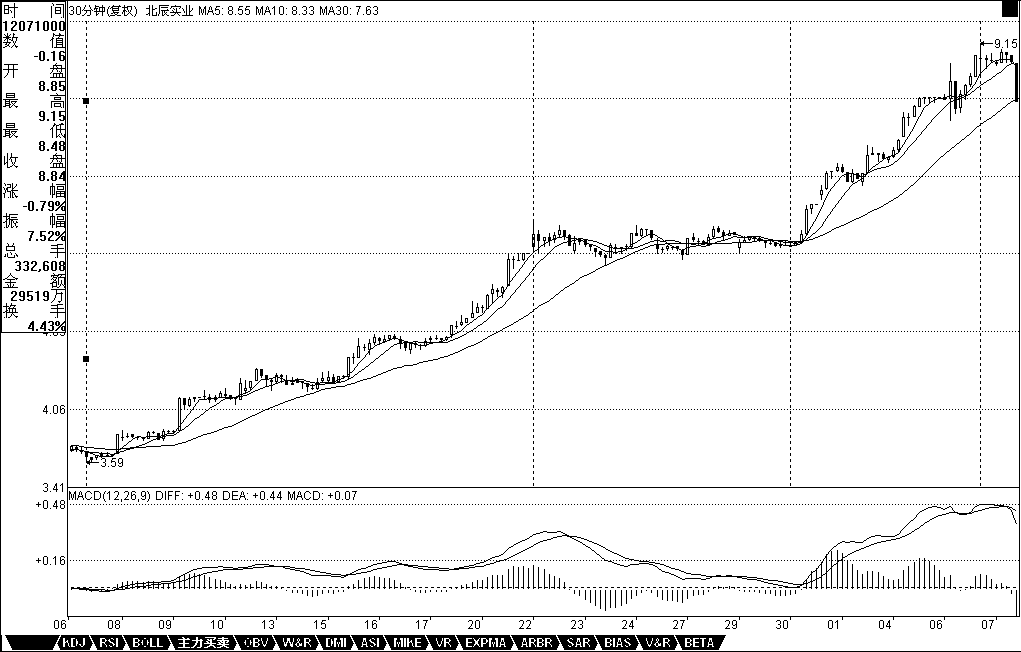 30分钟(复权) 北辰实业 MA5: 8.55 MA10: 8.33 MA30: 7.63
时 间
12071000
数 值
-0.16
开 盘
8.85
最 高
9.15
最 低
8.48
收 盘
8.84
涨 幅
-0.79%
振 幅
7.52%
总 手
332,608
金 额
29519万
换 手
4.43%
9.15
4.06
3.59
3.41
MACD(12,26,9) DIFF: +0.48 DEA: +0.44 MACD: +0.07
+0.48
+0.16
06 08 09 10 13 15 16 17 20 22 23 24 27 29 30 01 04 06 07
KDJ RSI BOLL 主力买卖 OBV W&R DMI ASI MIKE VR EXPMA ARBR SAR BIAS V&R BETA